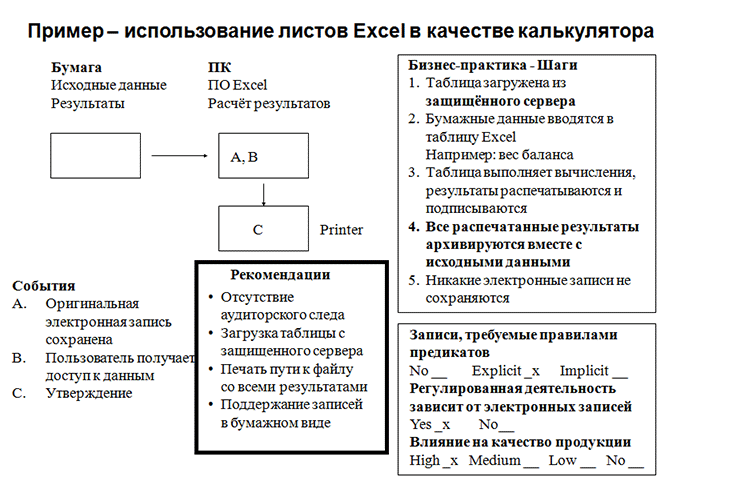 Пример – использование листов Excel в качестве калькулятора
Бумага
Исходные данные
Результаты
ПК
ПО Excel
Расчёт результатов
A, B
C
Printer
События
A. Оригинальная
электронная запись
сохранена
B. Пользователь получает
доступ к данным
C. Утверждение
Рекомендации
• Отсутствие
аудиторского следа
• Загрузка таблицы с
защищенного сервера
• Печать пути к файлу
со всеми результатами
• Поддержание записей
в бумажном виде
Бизнес-практика - Шаги
1. Таблица загружена из
защищённого сервера
2. Бумажные данные вводятся в
таблицу Excel
Например: вес баланса
3. Таблица выполняет вычисления,
результаты распечатываются и
подписываются
4. Все распечатанные результаты
архивируются вместе с
исходными данными
5. Никакие электронные записи не
сохраняются
Записи, требуемые правилами
предикатов
No __ Explicit _x Implicit __
Регулированная деятельность
зависит от электронных записей
Yes _x No__
Влияние на качество продукции
High _x Medium __ Low __ No __